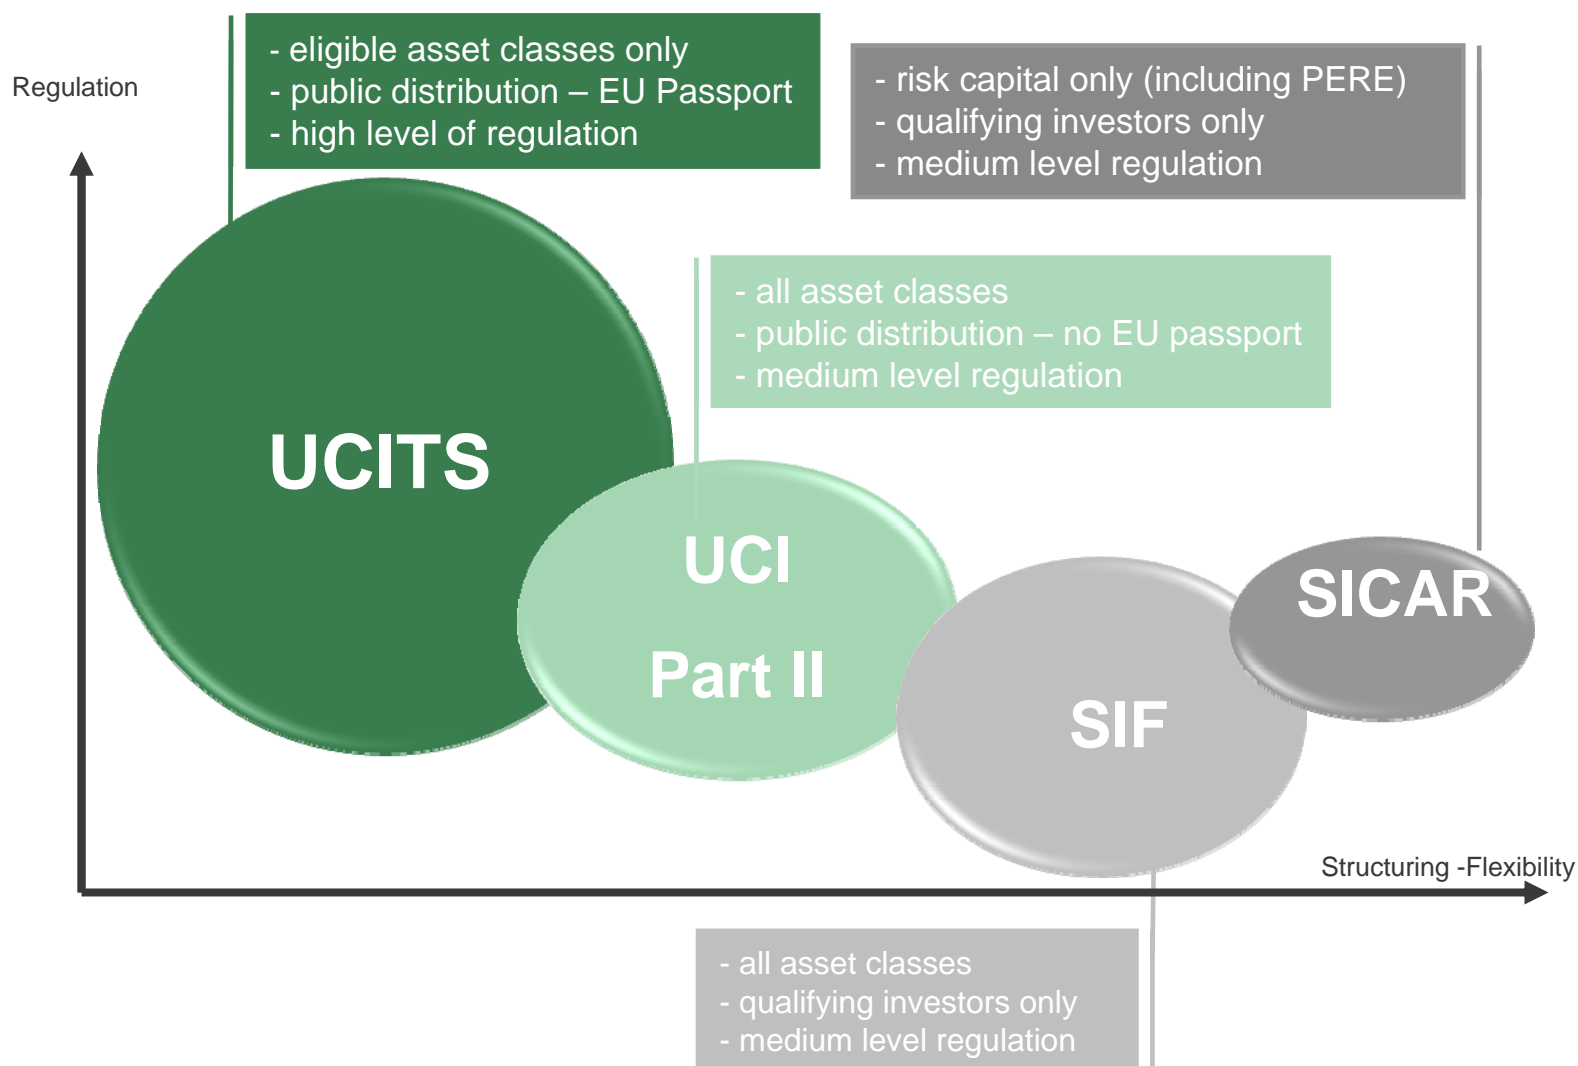 Regulation
- eligible asset classes only
- public distribution – EU Passport
- high level of regulation
- risk capital only (including PERE)
- qualifying investors only
- medium level regulation
- all asset classes
- public distribution – no EU passport
- medium level regulation
UCITS
UCI
Part II
SIF
SICAR
Structuring -Flexibility
- all asset classes
- qualifying investors only
- medium level regulation